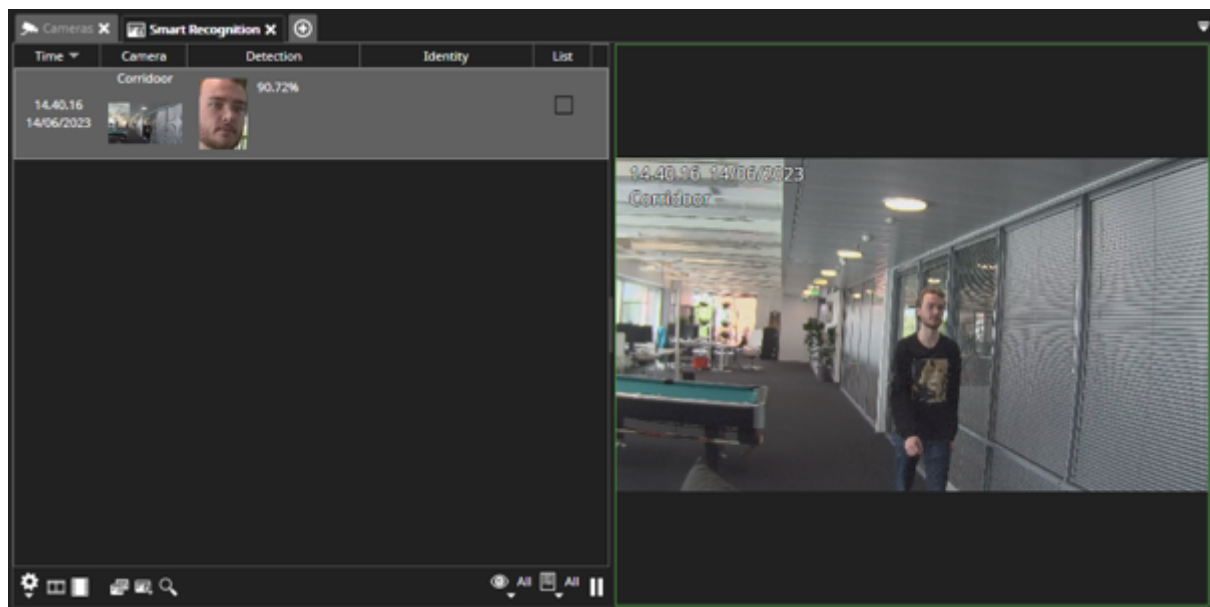 Cameras
Smart Recognition
Time
Camera
Detection
Identity
List
Corridoor
90.72%
14.40.16
14/06/2023
All
All
14.40.16 14/06/2023
Corridoor